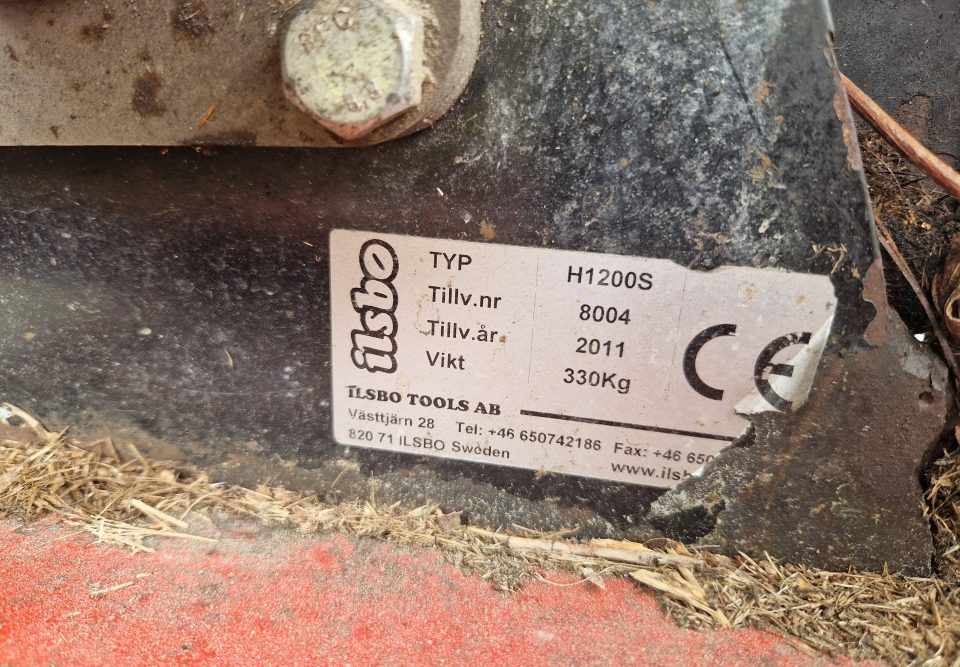 ilsbo
TYP H1200S
Tillv.nr 8004
Tillv.år 2011
Vikt 330Kg
CE
ILSBO TOOLS AB
Västtjärn 28 Tel: +46 650742186 Fax: +46 650
820 71 ILSBO Sweden
www.ilsb